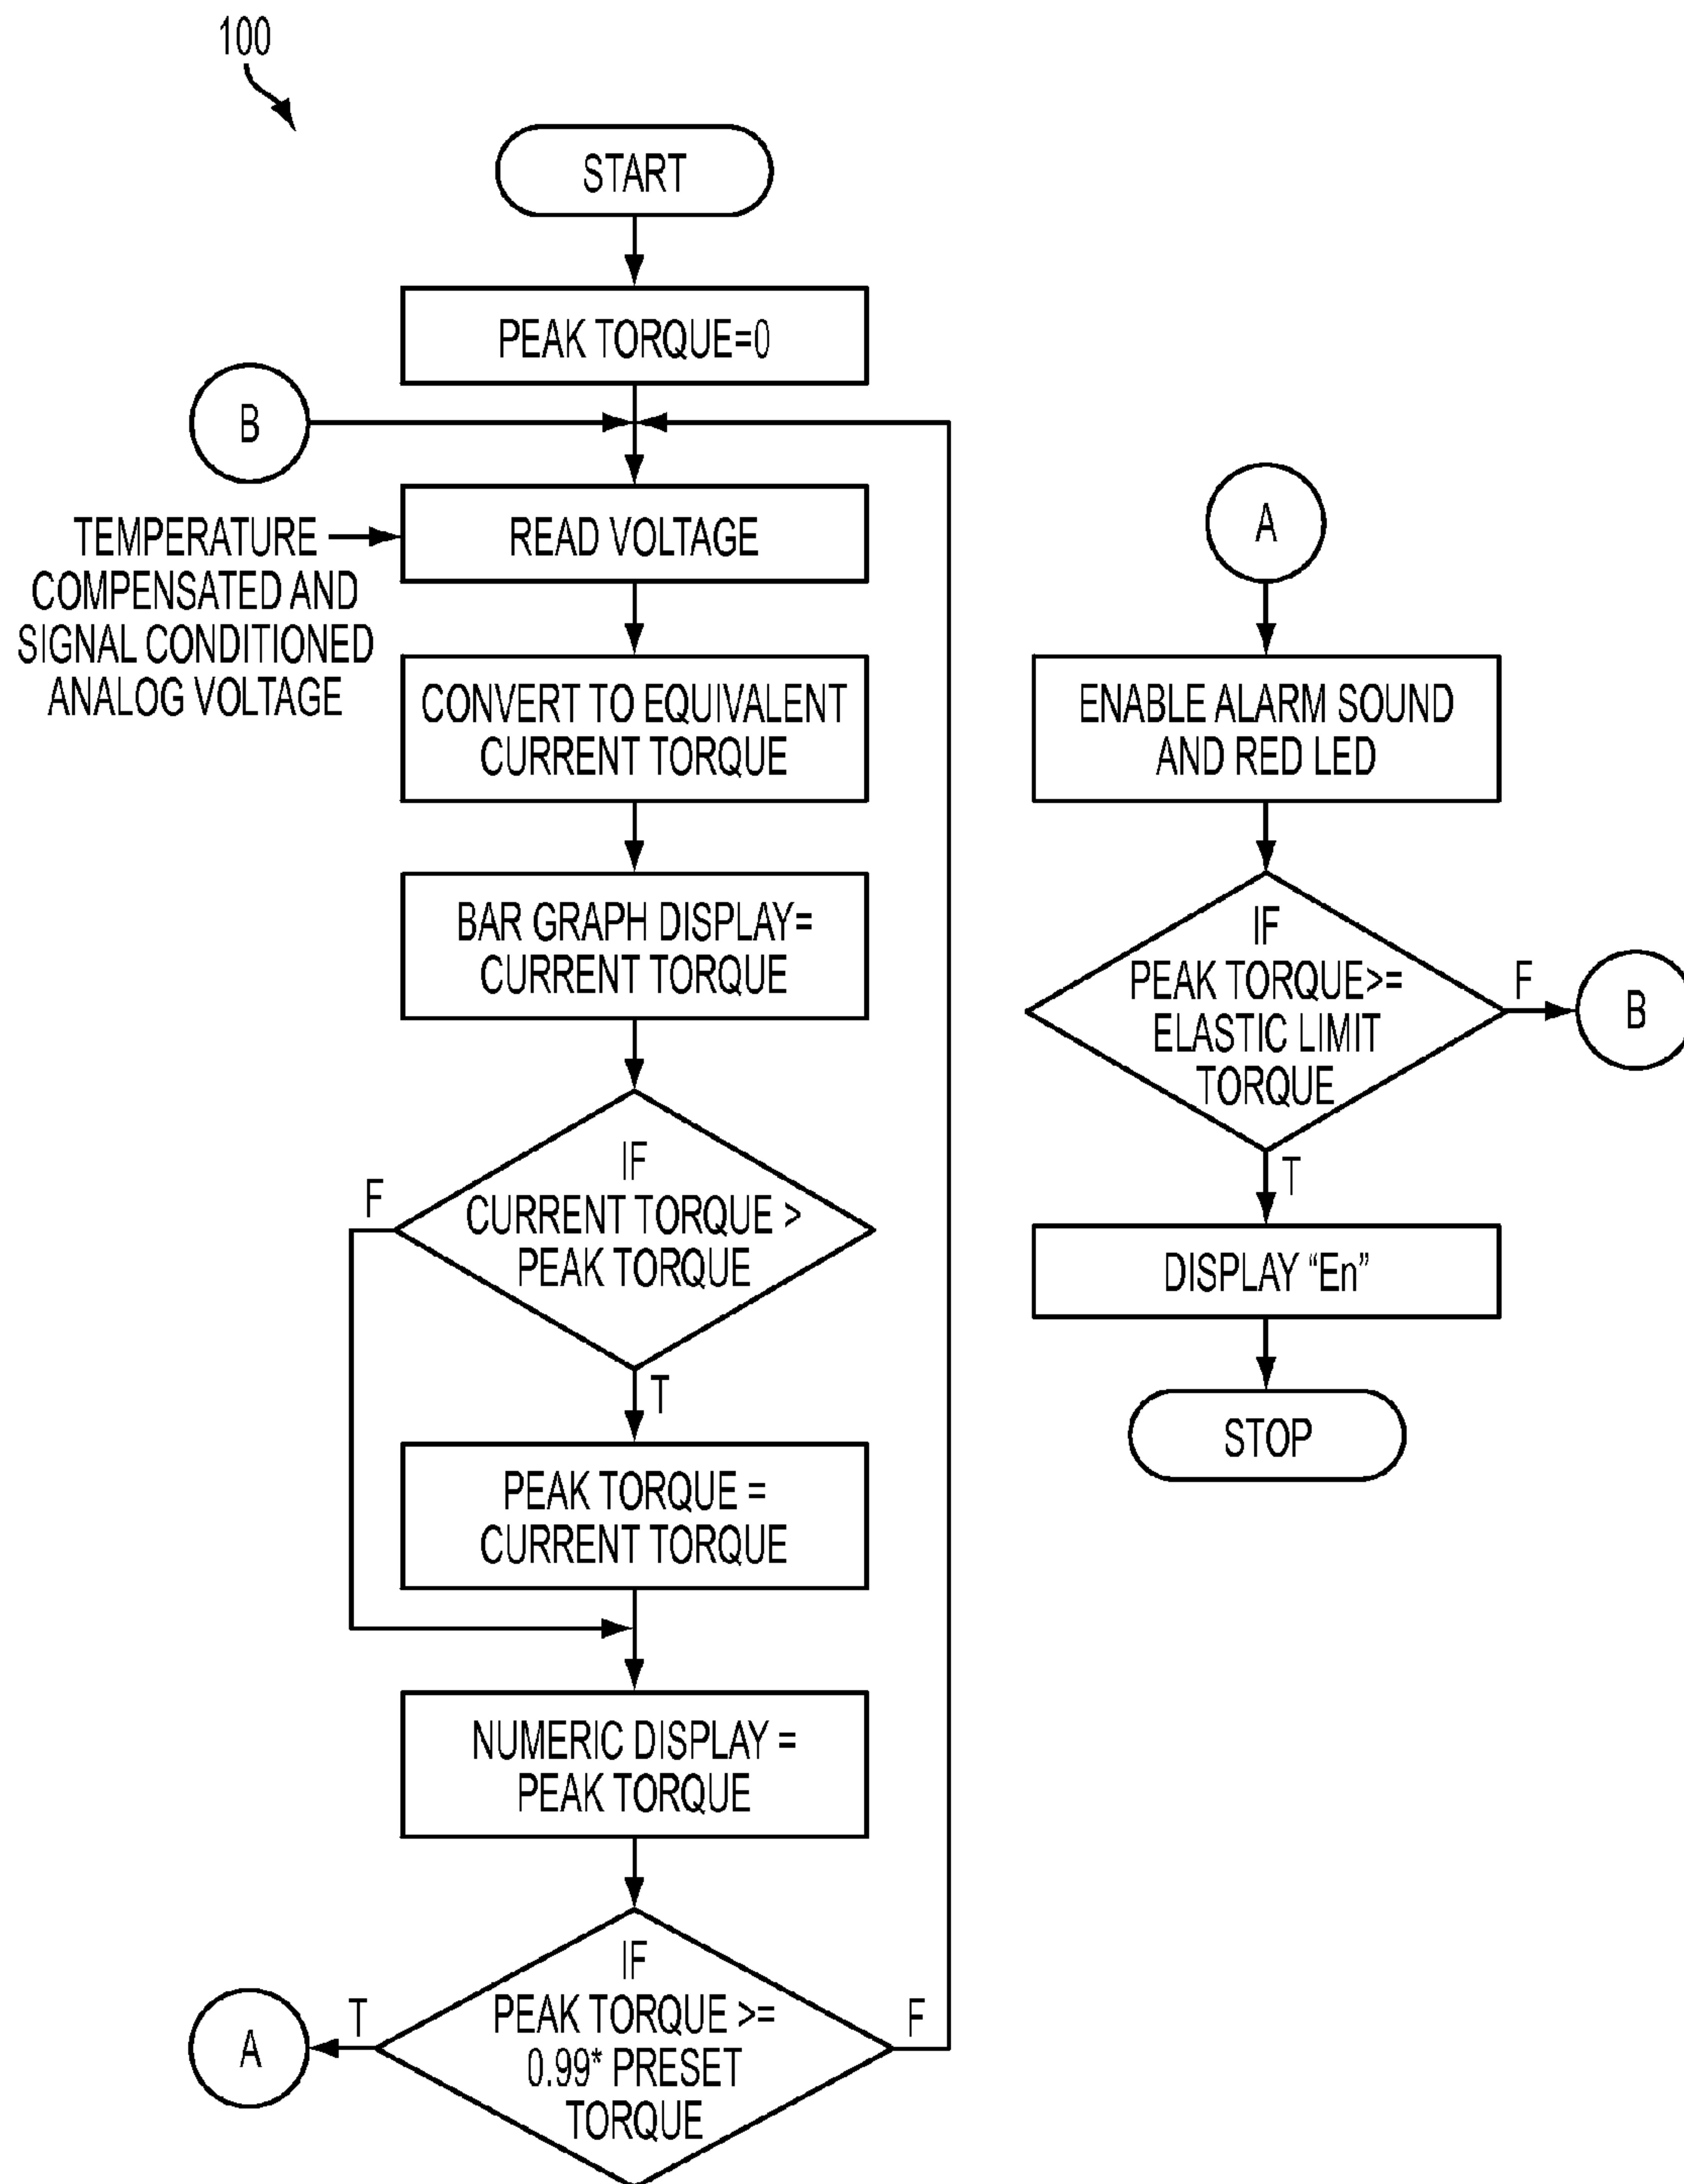 100
START
PEAK TORQUE=0
B
READ VOLTAGE
TEMPERATURE
COMPENSATED AND
SIGNAL CONDITIONED
ANALOG VOLTAGE
CONVERT TO EQUIVALENT
CURRENT TORQUE
BAR GRAPH DISPLAY=
CURRENT TORQUE
IF
CURRENT TORQUE >
PEAK TORQUE
F
T
PEAK TORQUE =
CURRENT TORQUE
NUMERIC DISPLAY =
PEAK TORQUE
IF
PEAK TORQUE >=
0.99* PRESET
TORQUE
T
F
A
A
ENABLE ALARM SOUND
AND RED LED
IF
PEAK TORQUE>=
ELASTIC LIMIT
TORQUE
F
B
T
DISPLAY “En”
STOP